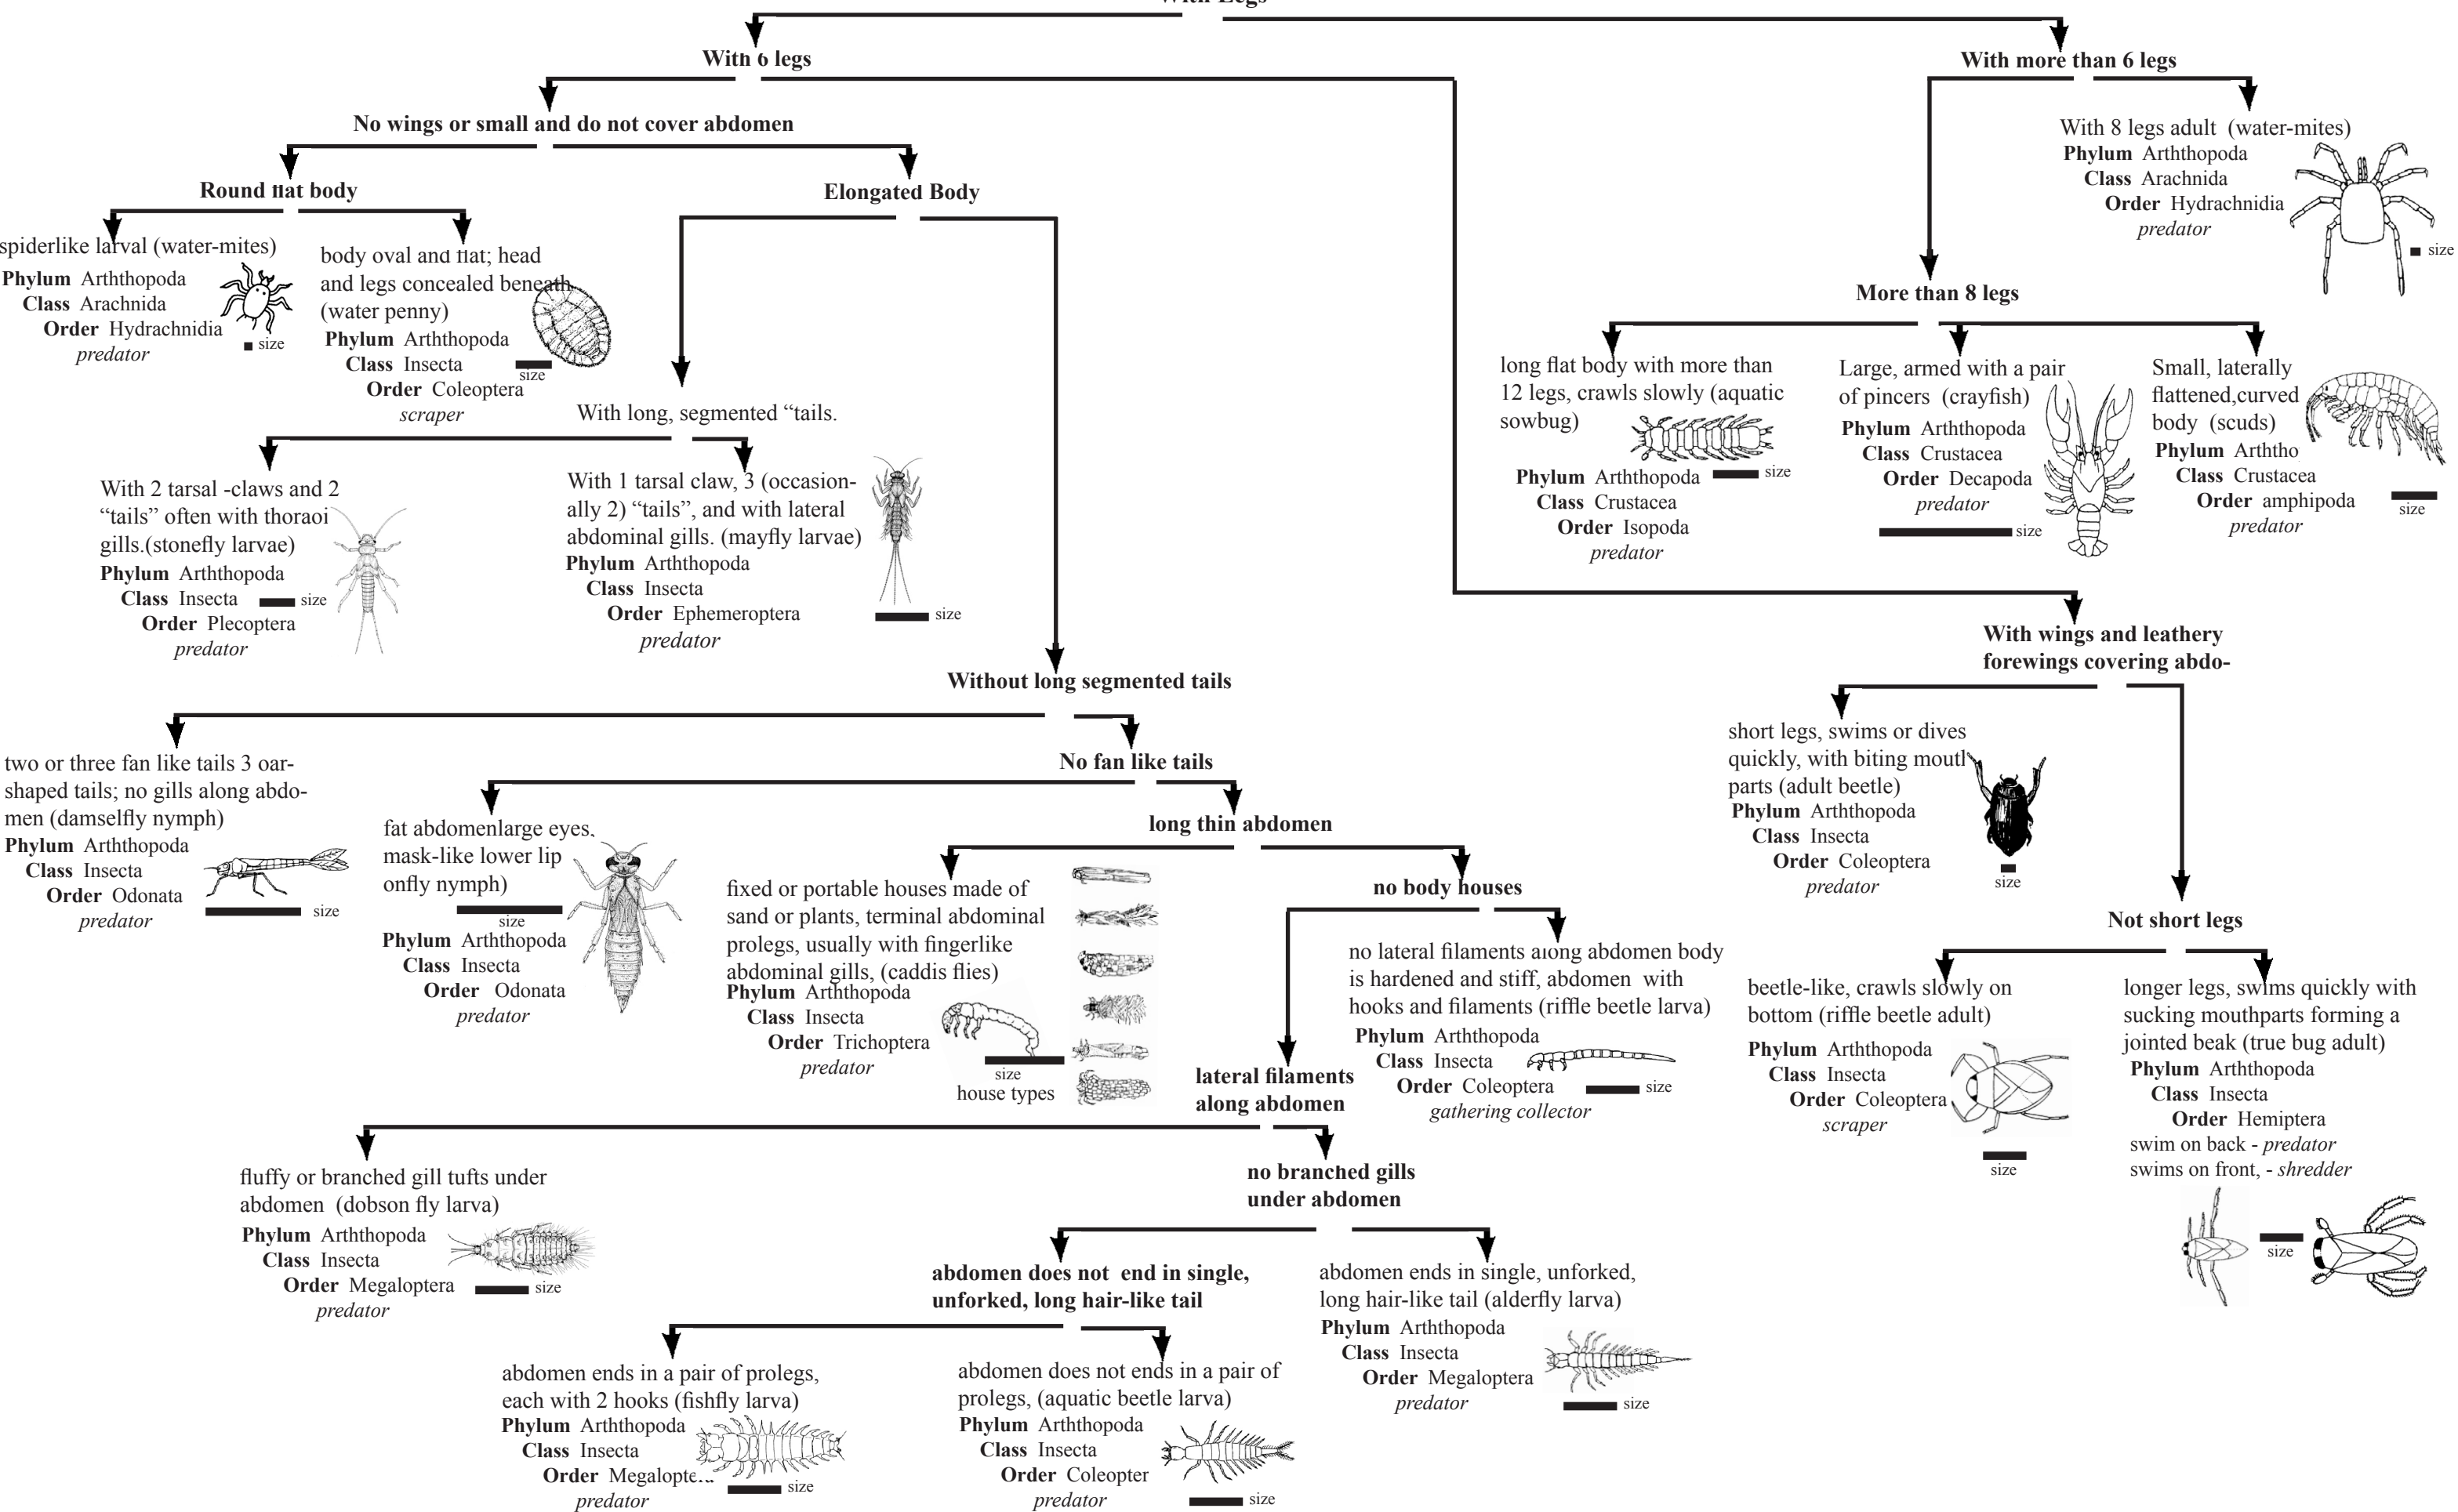 With Legs
With 6 legs
With more than 6 legs
No wings or small and do not cover abdomen
With 8 legs adult (water-mites)
Phylum Arththopoda
Class Arachnida
Order Hydrachnidia
predator
size
Round flat body
Elongated Body
spiderlike larval (water-mites)
Phylum Arththopoda
Class Arachnida
Order Hydrachnidia
predator
size
body oval and flat; head
and legs concealed beneath
(water penny)
Phylum Arththopoda
Class Insecta
Order Coleoptera
scraper
size
More than 8 legs
long flat body with more than
12 legs, crawls slowly (aquatic
sowbug)
Phylum Arththopoda
Class Crustacea
Order Isopoda
predator
size
Large, armed with a pair
of pincers (crayfish)
Phylum Arththopoda
Class Crustacea
Order Decapoda
predator
size
Small, laterally
flattened,curved
body (scuds)
Phylum Arththo
Class Crustacea
Order amphipoda
predator
size
With long, segmented “tails.
With 2 tarsal -claws and 2
“tails” often with thoraoi
gills.(stonefly larvae)
Phylum Arththopoda
Class Insecta
Order Plecoptera
predator
size
With 1 tarsal claw, 3 (occasion-
ally 2) “tails”, and with lateral
abdominal gills. (mayfly larvae)
Phylum Arththopoda
Class Insecta
Order Ephemeroptera
predator
size
With wings and leathery
forewings covering abdo-
Without long segmented tails
two or three fan like tails 3 oar-
shaped tails; no gills along abdo-
men (damselfly nymph)
Phylum Arththopoda
Class Insecta
Order Odonata
predator
size
No fan like tails
fat abdomenlarge eyes,
mask-like lower lip
onfly nymph)
size
Phylum Arththopoda
Class Insecta
Order Odonata
predator
long thin abdomen
fixed or portable houses made of
sand or plants, terminal abdominal
prolegs, usually with fingerlike
abdominal gills, (caddis flies)
Phylum Arththopoda
Class Insecta
Order Trichoptera
predator
size
house types
no body houses
no lateral filaments along abdomen body
is hardened and stiff, abdomen with
hooks and filaments (riffle beetle larva)
Phylum Arththopoda
Class Insecta
Order Coleoptera
gathering collector
size
short legs, swims or dives
quickly, with biting mouth
parts (adult beetle)
Phylum Arththopoda
Class Insecta
Order Coleoptera
predator
size
Not short legs
beetle-like, crawls slowly on
bottom (riffle beetle adult)
Phylum Arththopoda
Class Insecta
Order Coleoptera
scraper
size
longer legs, swims quickly with
sucking mouthparts forming a
jointed beak (true bug adult)
Phylum Arththopoda
Class Insecta
Order Hemiptera
swim on back - predator
swims on front, - shredder
size
lateral filaments
along abdomen
fluffy or branched gill tufts under
abdomen (dobson fly larva)
Phylum Arththopoda
Class Insecta
Order Megaloptera
predator
size
no branched gills
under abdomen
abdomen does not end in single,
unforked, long hair-like tail
abdomen ends in single, unforked,
long hair-like tail (alderfly larva)
Phylum Arththopoda
Class Insecta
Order Megaloptera
predator
size
abdomen ends in a pair of prolegs,
each with 2 hooks (fishfly larva)
Phylum Arththopoda
Class Insecta
Order Megaloptera
predator
size
abdomen does not ends in a pair of
prolegs, (aquatic beetle larva)
Phylum Arththopoda
Class Insecta
Order Coleopter
predator
size